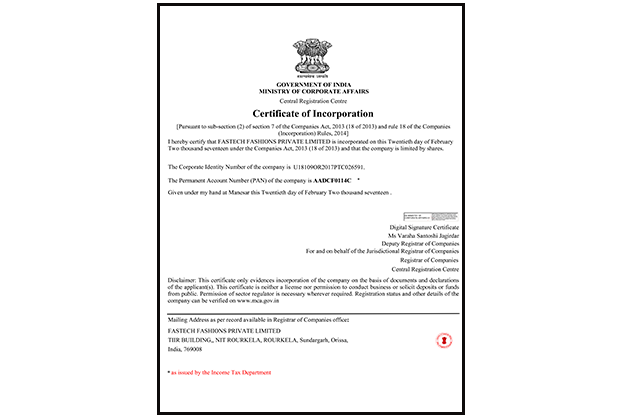 GOVERNMENT OF INDIA
MINISTRY OF CORPORATE AFFAIRS
Central Registration Centre
Certificate of Incorporation
[Pursuant to sub-section (2) of section 7 of the Companies Act, 2013 (18 of 2013) and rule 18 of the Companies
(Incorporation) Rules, 2014]
I hereby certify that FASTECH FASHIONS PRIVATE LIMITED is incorporated on this Twentieth day of February
Two thousand seventeen under the Companies Act, 2013 (18 of 2013) and that the company is limited by shares.
The Corporate Identity Number of the company is U18109OR2017PTC026591.
The Permanent Account Number (PAN) of the company is AADCF0114C *
Given under my hand at Manesar this Twentieth day of February Two thousand seventeen .
Digital Signature Certificate
Ms Varaha Santoshi Jagirdar
Deputy Registrar of Companies
For and on behalf of the Jurisdictional Registrar of Companies
Registrar of Companies
Central Registration Centre
Disclaimer: This certificate only evidences incorporation of the company on the basis of documents and declarations
of the applicant(s). This certificate is neither a license nor permission to conduct business or solicit deposits or funds
from public. Permission of sector regulator is necessary wherever required. Registration status and other details of the
company can be verified on www.mca.gov.in
Mailing Address as per record available in Registrar of Companies office:
FASTECH FASHIONS PRIVATE LIMITED
TIIR BUILDING,, NIT ROURKELA, ROURKELA, Sundargarh, Orissa,
India, 769008
* as issued by the Income Tax Department